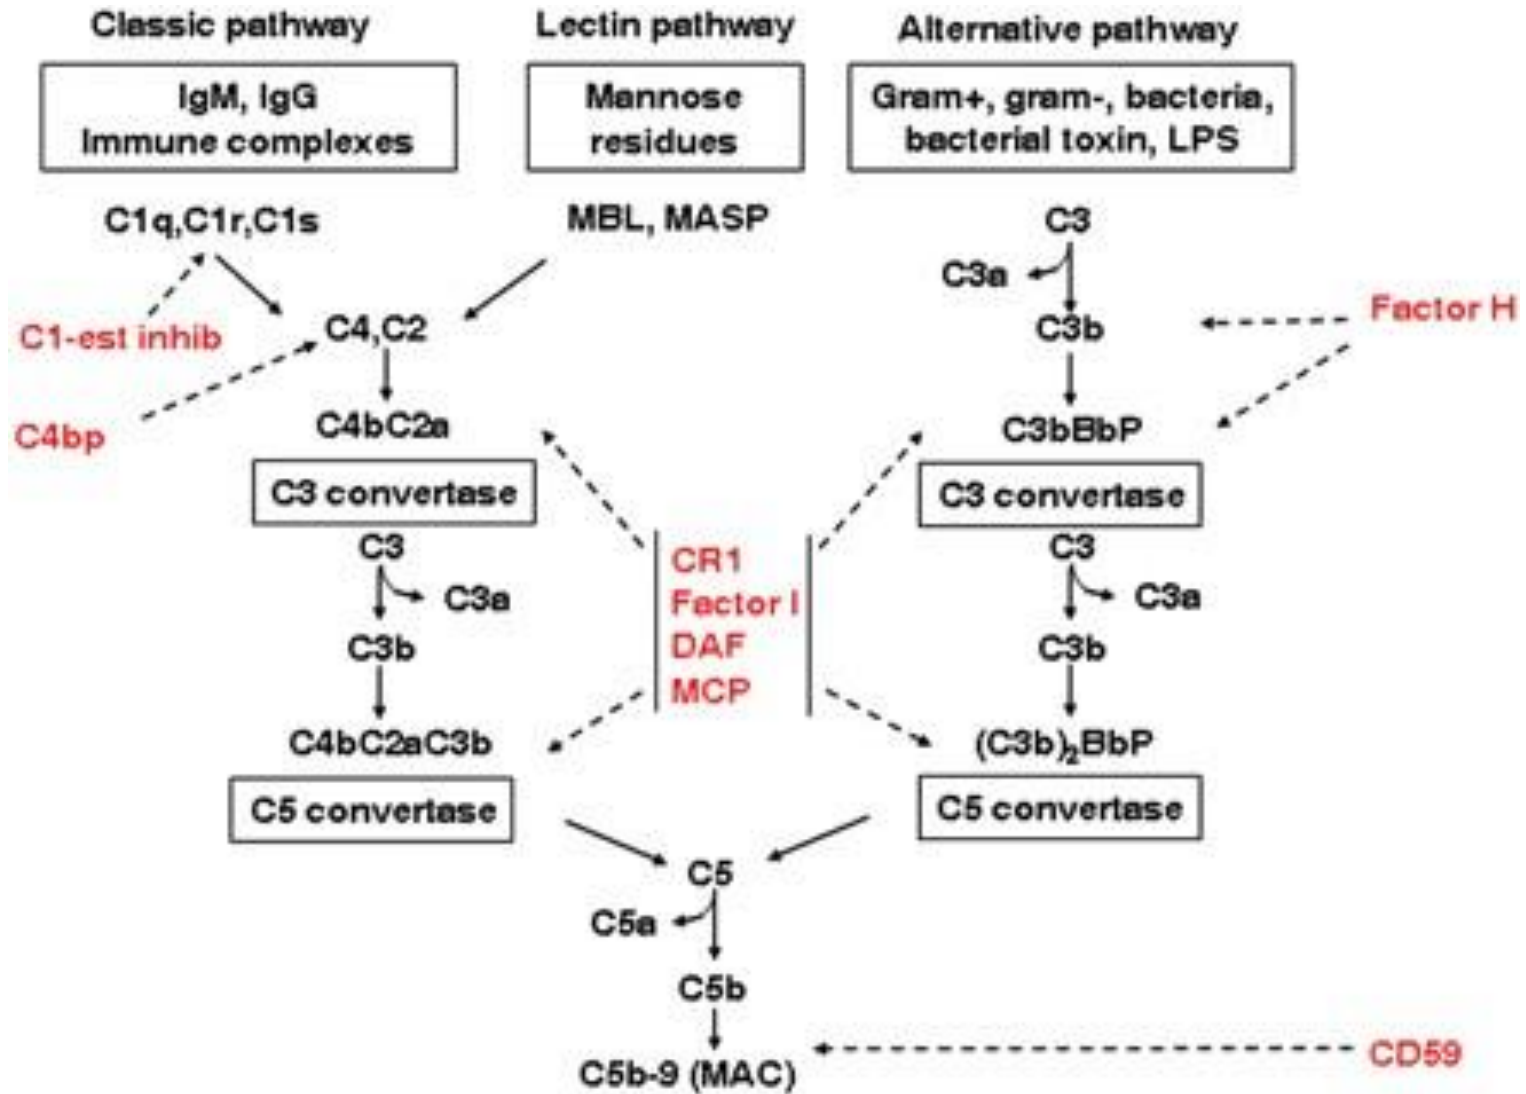 Classic pathway
Lectin pathway
Alternative pathway
IgM, IgG
Immune complexes
Mannose
residues
Gram+, gram-, bacteria,
bacterial toxin, LPS
C1q,C1r,C1s
MBL, MASP
C3
C3a
C1-est inhib
C4,C2
C3b
Factor H
C4bp
C4bC2a
C3bBbP
C3 convertase
C3 convertase
C3
C3a
C3b
CR1
Factor I
DAF
MCP
C3
C3a
C3b
C4bC2aC3b
(C3b)₂BbP
C5 convertase
C5 convertase
C5
C5a
C5b
C5b-9 (MAC)
CD59